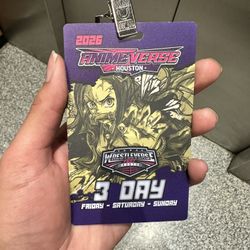 2026
ANIMEVERSE
HOUSTON
WRESTLEVERSE
3 DAY
FRIDAY - SATURDAY - SUNDAY